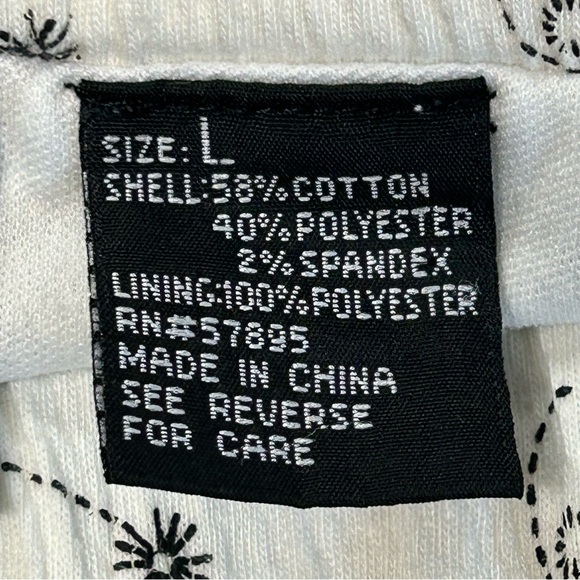 SIZE: L
SHELL:58%COTTON
40%POLYESTER
2%SPANDEX
LINING:100%POLYESTER
RN#57895
MADE IN CHINA
SEE REVERSE
FOR CARE